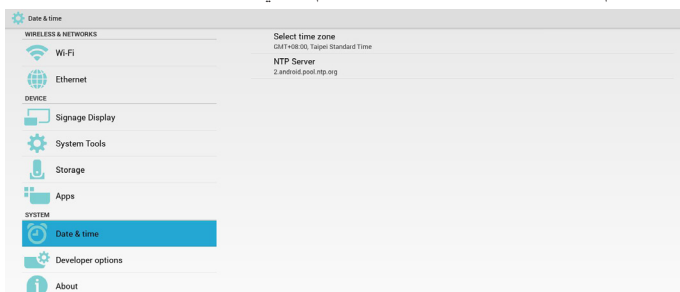 Date & time
WIRELESS & NETWORKS
Wi-Fi
Ethernet
DEVICE
Signage Display
System Tools
Storage
Apps
SYSTEM
Date & time
Developer options
About
Select time zone
GMT+08:00, Taipei Standard Time
NTP Server
2.android.pool.ntp.org